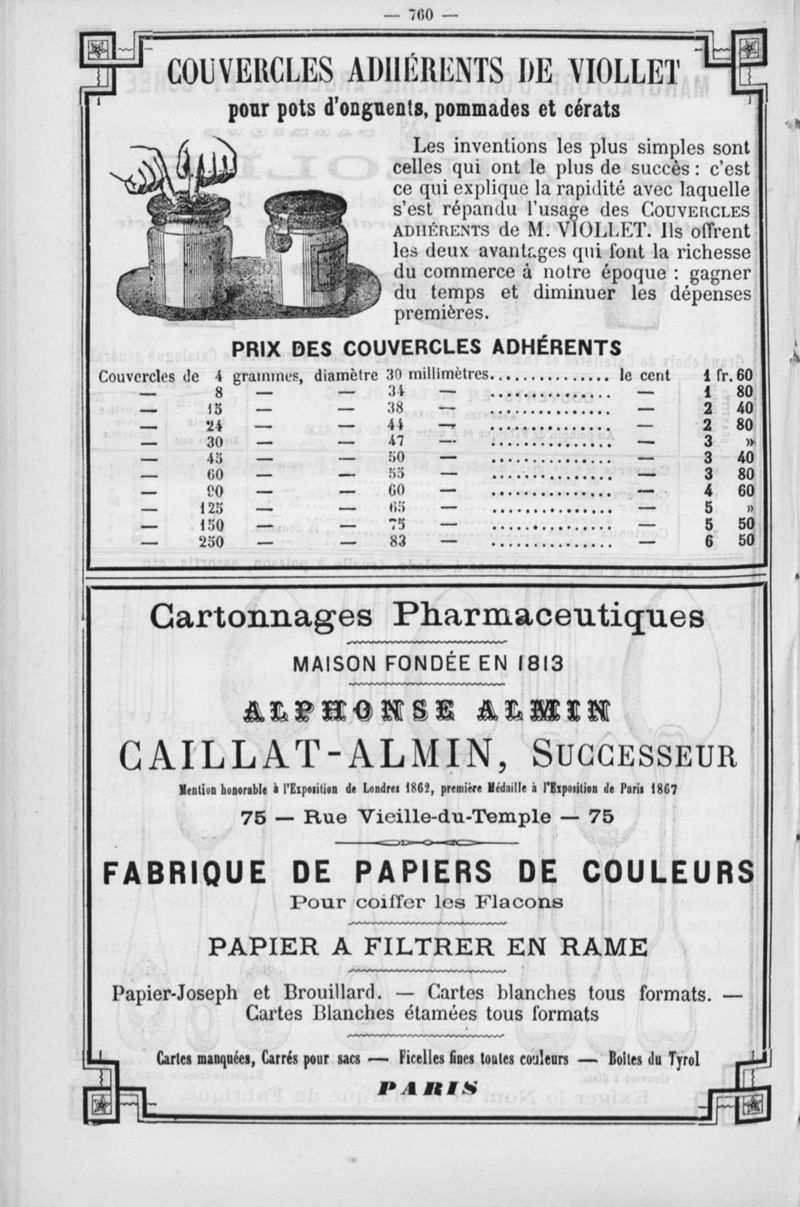 — 760 —
COUVERCLES ADHÉRENTS DE VIOLLET
pour pots d'onguents, pommades et cérats
Les inventions les plus simples sont
celles qui ont le plus de succès : c'est
ce qui explique la rapidité avec laquelle
s'est répandu l'usage des COUVERCLES
ADHÉRENTS de M. VIOLLET. Ils offrent
les deux avantages qui font la richesse
du commerce à notre époque : gagner
du temps et diminuer les dépenses
premières.
PRIX DES COUVERCLES ADHÉRENTS
Couvercles de 4 grammes, diamètre 30 millimètres................ le cent 1 fr. 60
— 8 — — 34 — ................ — 1 80
— 15 — — 38 — ................ — 2 40
— 24 — — 44 — ................ — 2 80
— 30 — — 47 — ................ — 3 »
— 45 — — 50 — ................ — 3 40
— 60 — — 55 — ................ — 3 80
— 90 — — 60 — ................ — 4 60
— 125 — — 65 — ................ — 5 »
— 150 — — 75 — ................ — 5 50
— 250 — — 83 — ................ — 6 50
Cartonnages Pharmaceutiques
MAISON FONDÉE EN 1813
ALPHONSE ALMIN
CAILLAT-ALMIN, SUCCESSEUR
Mention honorable à l'Exposition de Londres 1862, première Médaille à l'Exposition de Paris 1867
75 — Rue Vieille-du-Temple — 75
FABRIQUE DE PAPIERS DE COULEURS
Pour coiffer les Flacons
PAPIER A FILTRER EN RAME
Papier-Joseph et Brouillard. — Cartes blanches tous formats. —
Cartes Blanches étamées tous formats
Cartes manquées, Carrés pour sacs — Ficelles fines toutes couleurs — Boîtes du Tyrol
PARIS